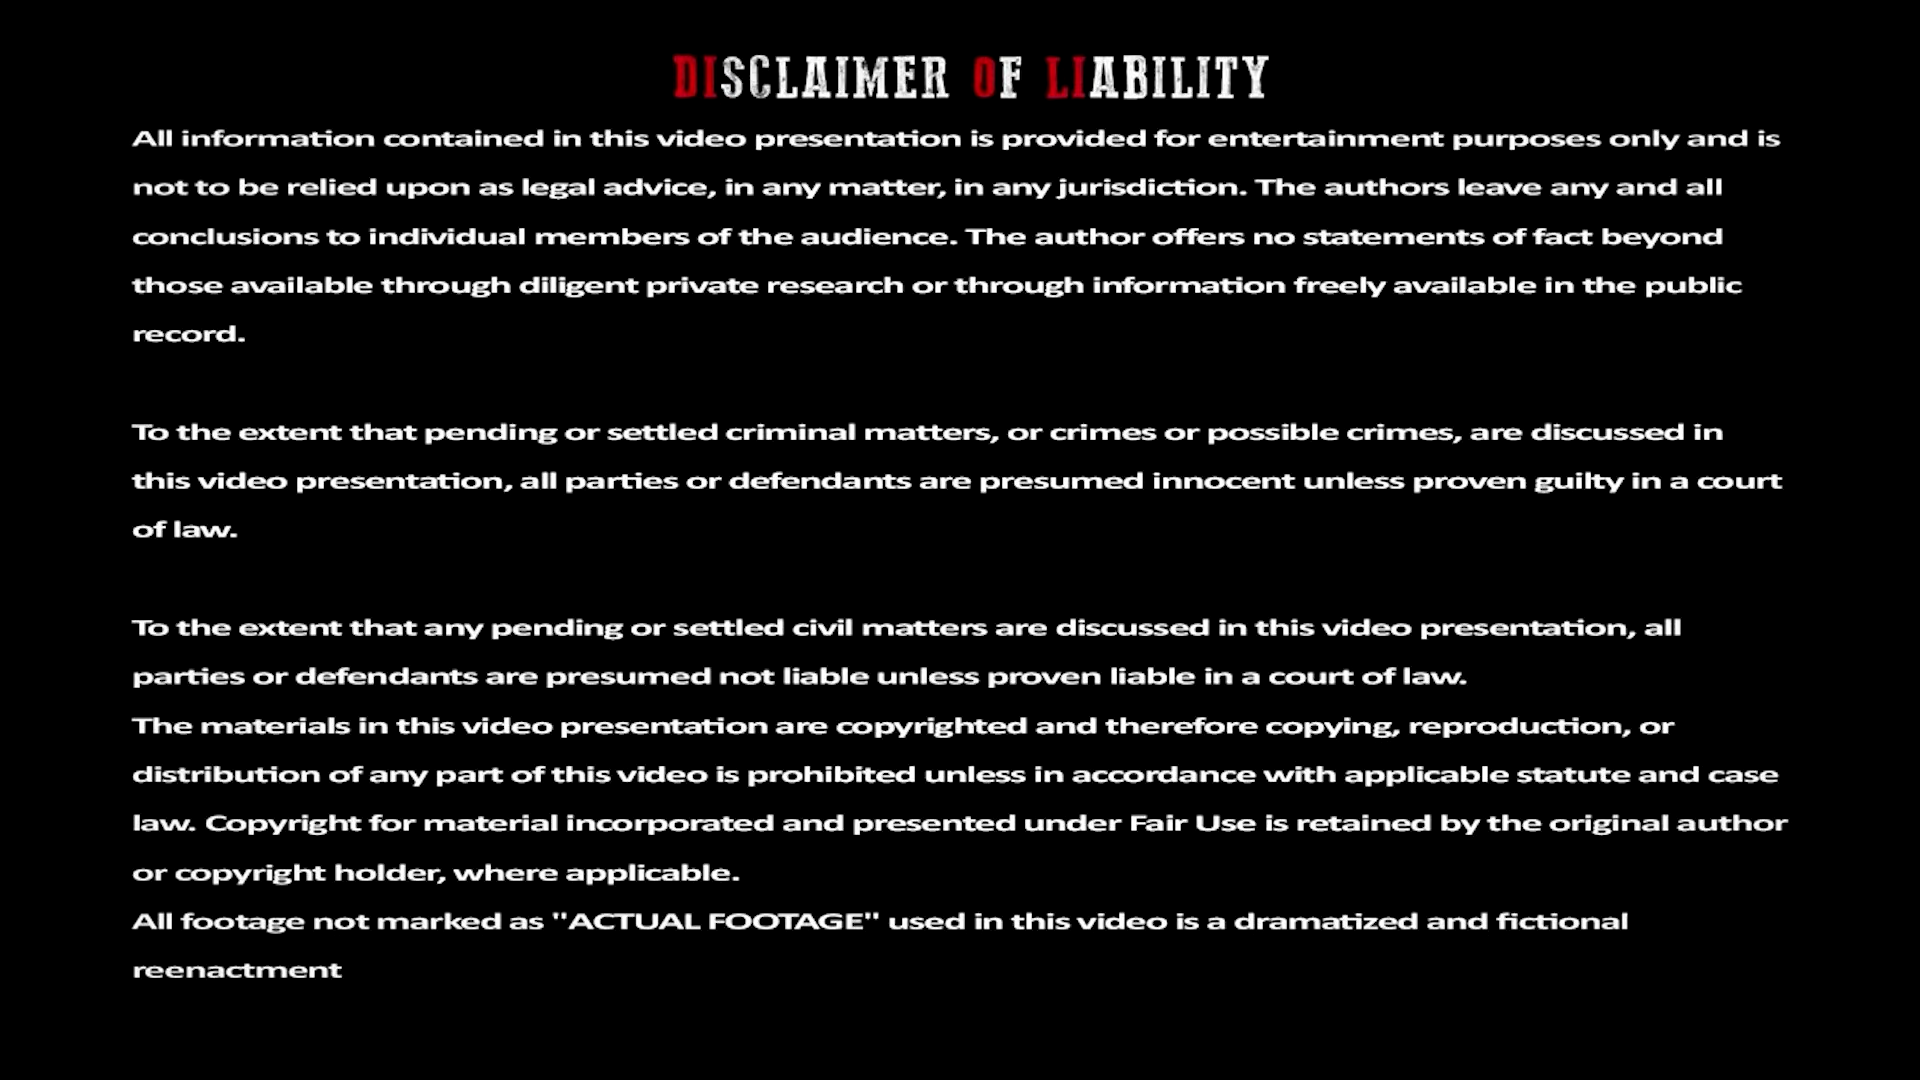 DISCLAIMER OF LIABILITY
All information contained in this video presentation is provided for entertainment purposes only and is
not to be relied upon as legal advice, in any matter, in any jurisdiction. The authors leave any and all
conclusions to individual members of the audience. The author offers no statements of fact beyond
those available through diligent private research or through information freely available in the public
record.
To the extent that pending or settled criminal matters, or crimes or possible crimes, are discussed in
this video presentation, all parties or defendants are presumed innocent unless proven guilty in a court
of law.
To the extent that any pending or settled civil matters are discussed in this video presentation, all
parties or defendants are presumed not liable unless proven liable in a court of law.
The materials in this video presentation are copyrighted and therefore copying, reproduction, or
distribution of any part of this video is prohibited unless in accordance with applicable statute and case
law. Copyright for material incorporated and presented under Fair Use is retained by the original author
or copyright holder, where applicable.
All footage not marked as "ACTUAL FOOTAGE" used in this video is a dramatized and fictional
reenactment